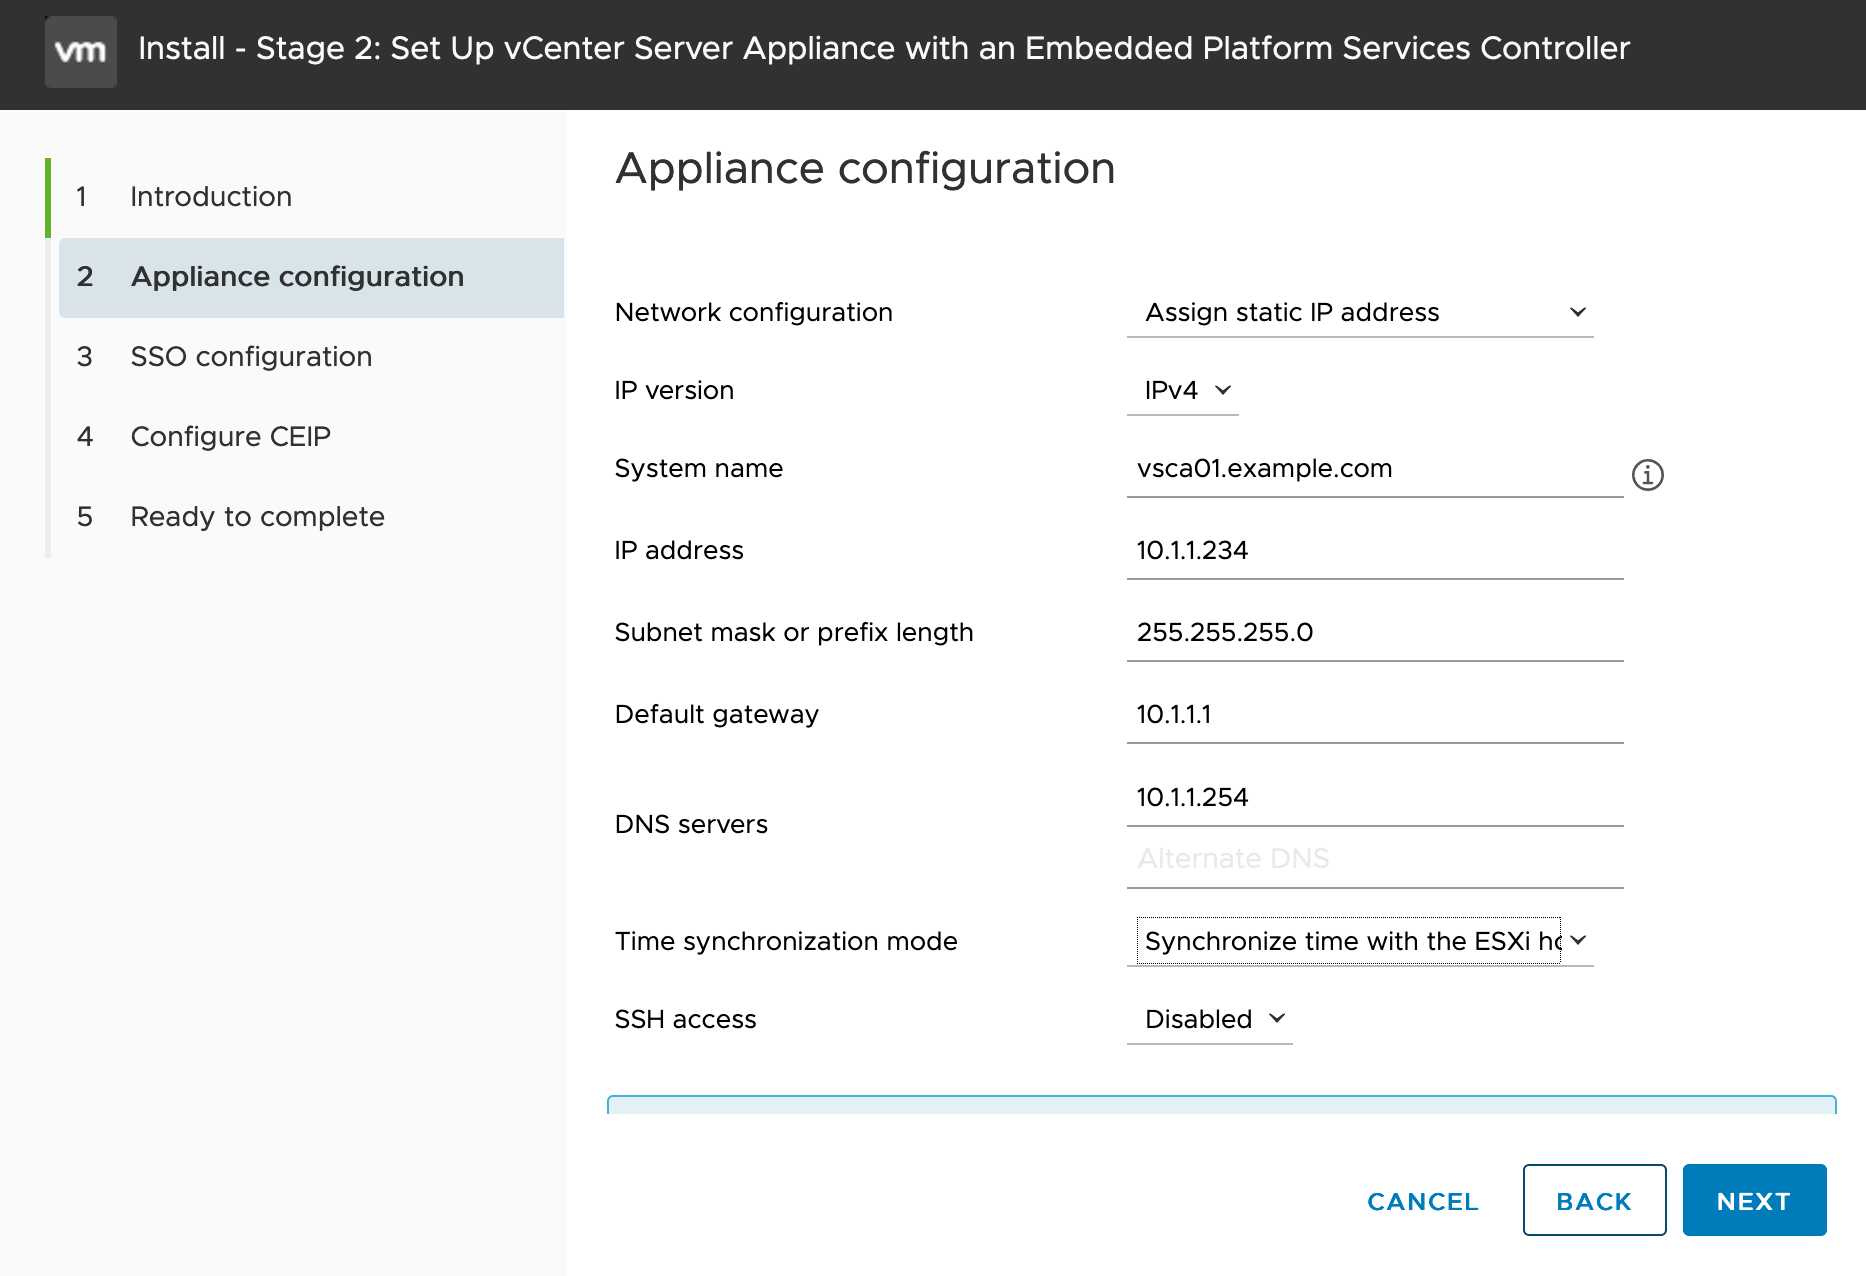 vm Install - Stage 2: Set Up vCenter Server Appliance with an Embedded Platform Services Controller
1 Introduction
2 Appliance configuration
3 SSO configuration
4 Configure CEIP
5 Ready to complete
Appliance configuration
Network configuration Assign static IP address
IP version IPv4
System name vsca01.example.com
IP address 10.1.1.234
Subnet mask or prefix length 255.255.255.0
Default gateway 10.1.1.1
DNS servers 10.1.1.254
Alternate DNS
Time synchronization mode Synchronize time with the ESXi ho
SSH access Disabled
CANCEL BACK NEXT